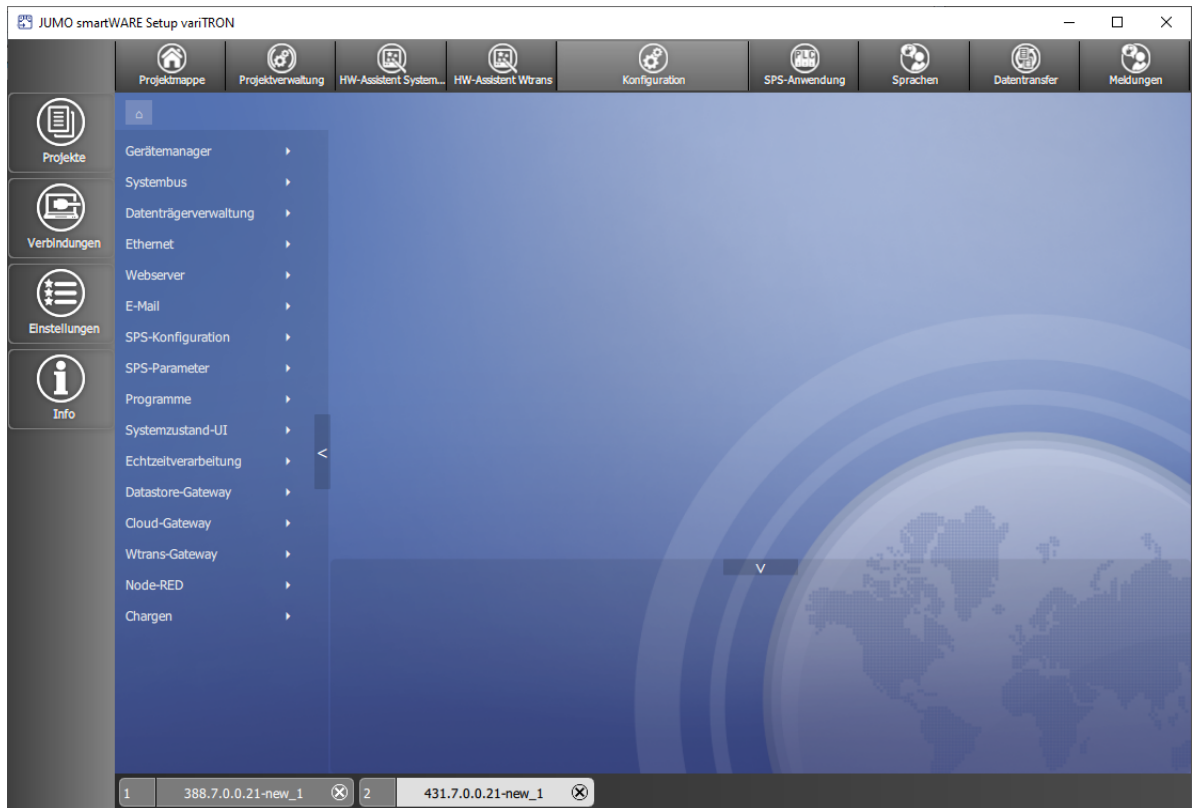 JUMO smartWARE Setup variTRON
Projektmappe
Projektverwaltung
HW-Assistent System...
HW-Assistent Wtrans
Konfiguration
SPS-Anwendung
Sprachen
Datentransfer
Meldungen
Projekte
Verbindungen
Einstellungen
Info
Gerätemanager
Systembus
Datenträgerverwaltung
Ethernet
Webserver
E-Mail
SPS-Konfiguration
SPS-Parameter
Programme
Systemzustand-UI
Echtzeitverarbeitung
Datastore-Gateway
Cloud-Gateway
Wtrans-Gateway
Node-RED
Chargen
1 388.7.0.0.21-new_1
2 431.7.0.0.21-new_1